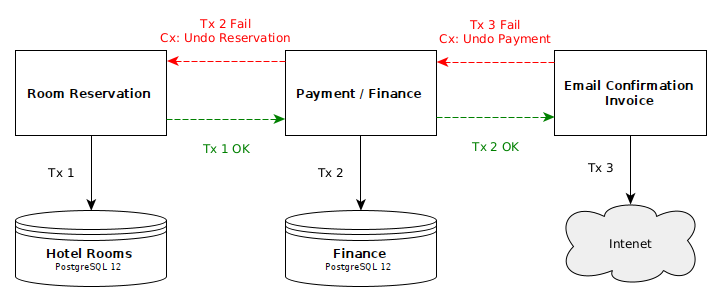 Tx 2 Fail
Cx: Undo Reservation
Tx 3 Fail
Cx: Undo Payment
Room Reservation
Payment / Finance
Email Confirmation
Invoice
Tx 1 OK
Tx 2 OK
Tx 1
Tx 2
Tx 3
Hotel Rooms
PostgreSQL 12
Finance
PostgreSQL 12
Intenet